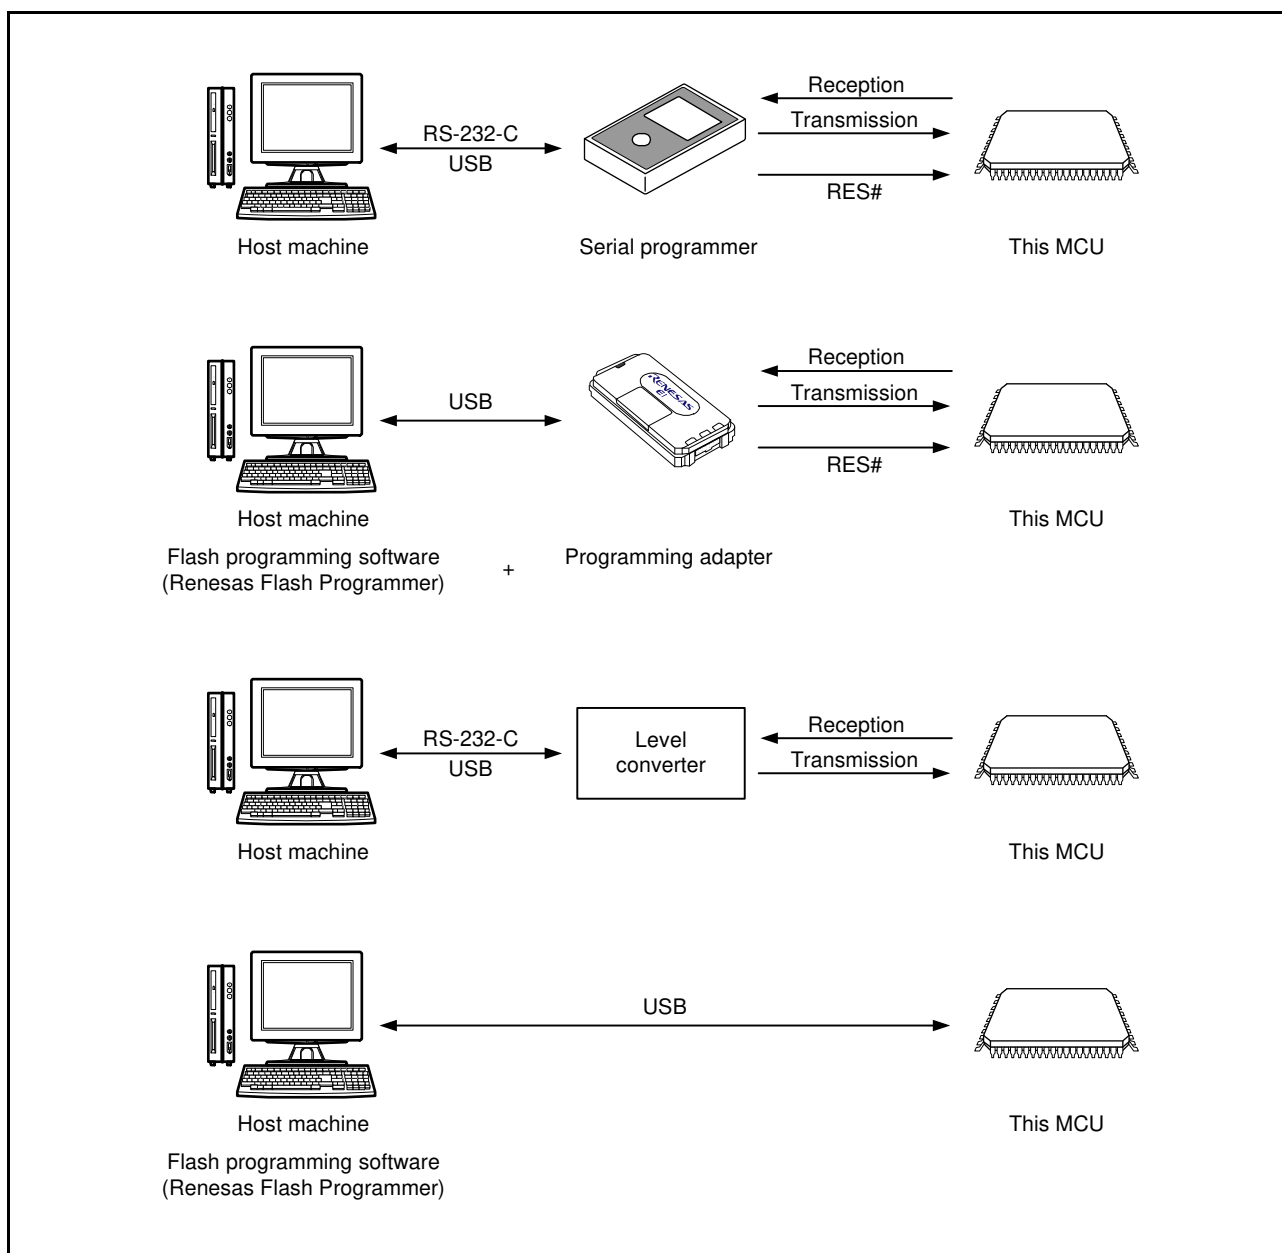 Reception
RS-232-C
Transmission
USB
RES#
Host machine
Serial programmer
This MCU
Reception
USB
RENESAS
E1
Transmission
RES#
Host machine
This MCU
Flash programming software
(Renesas Flash Programmer)
+
Programming adapter
RS-232-C
USB
Level
converter
Reception
Transmission
Host machine
This MCU
USB
Host machine
This MCU
Flash programming software
(Renesas Flash Programmer)